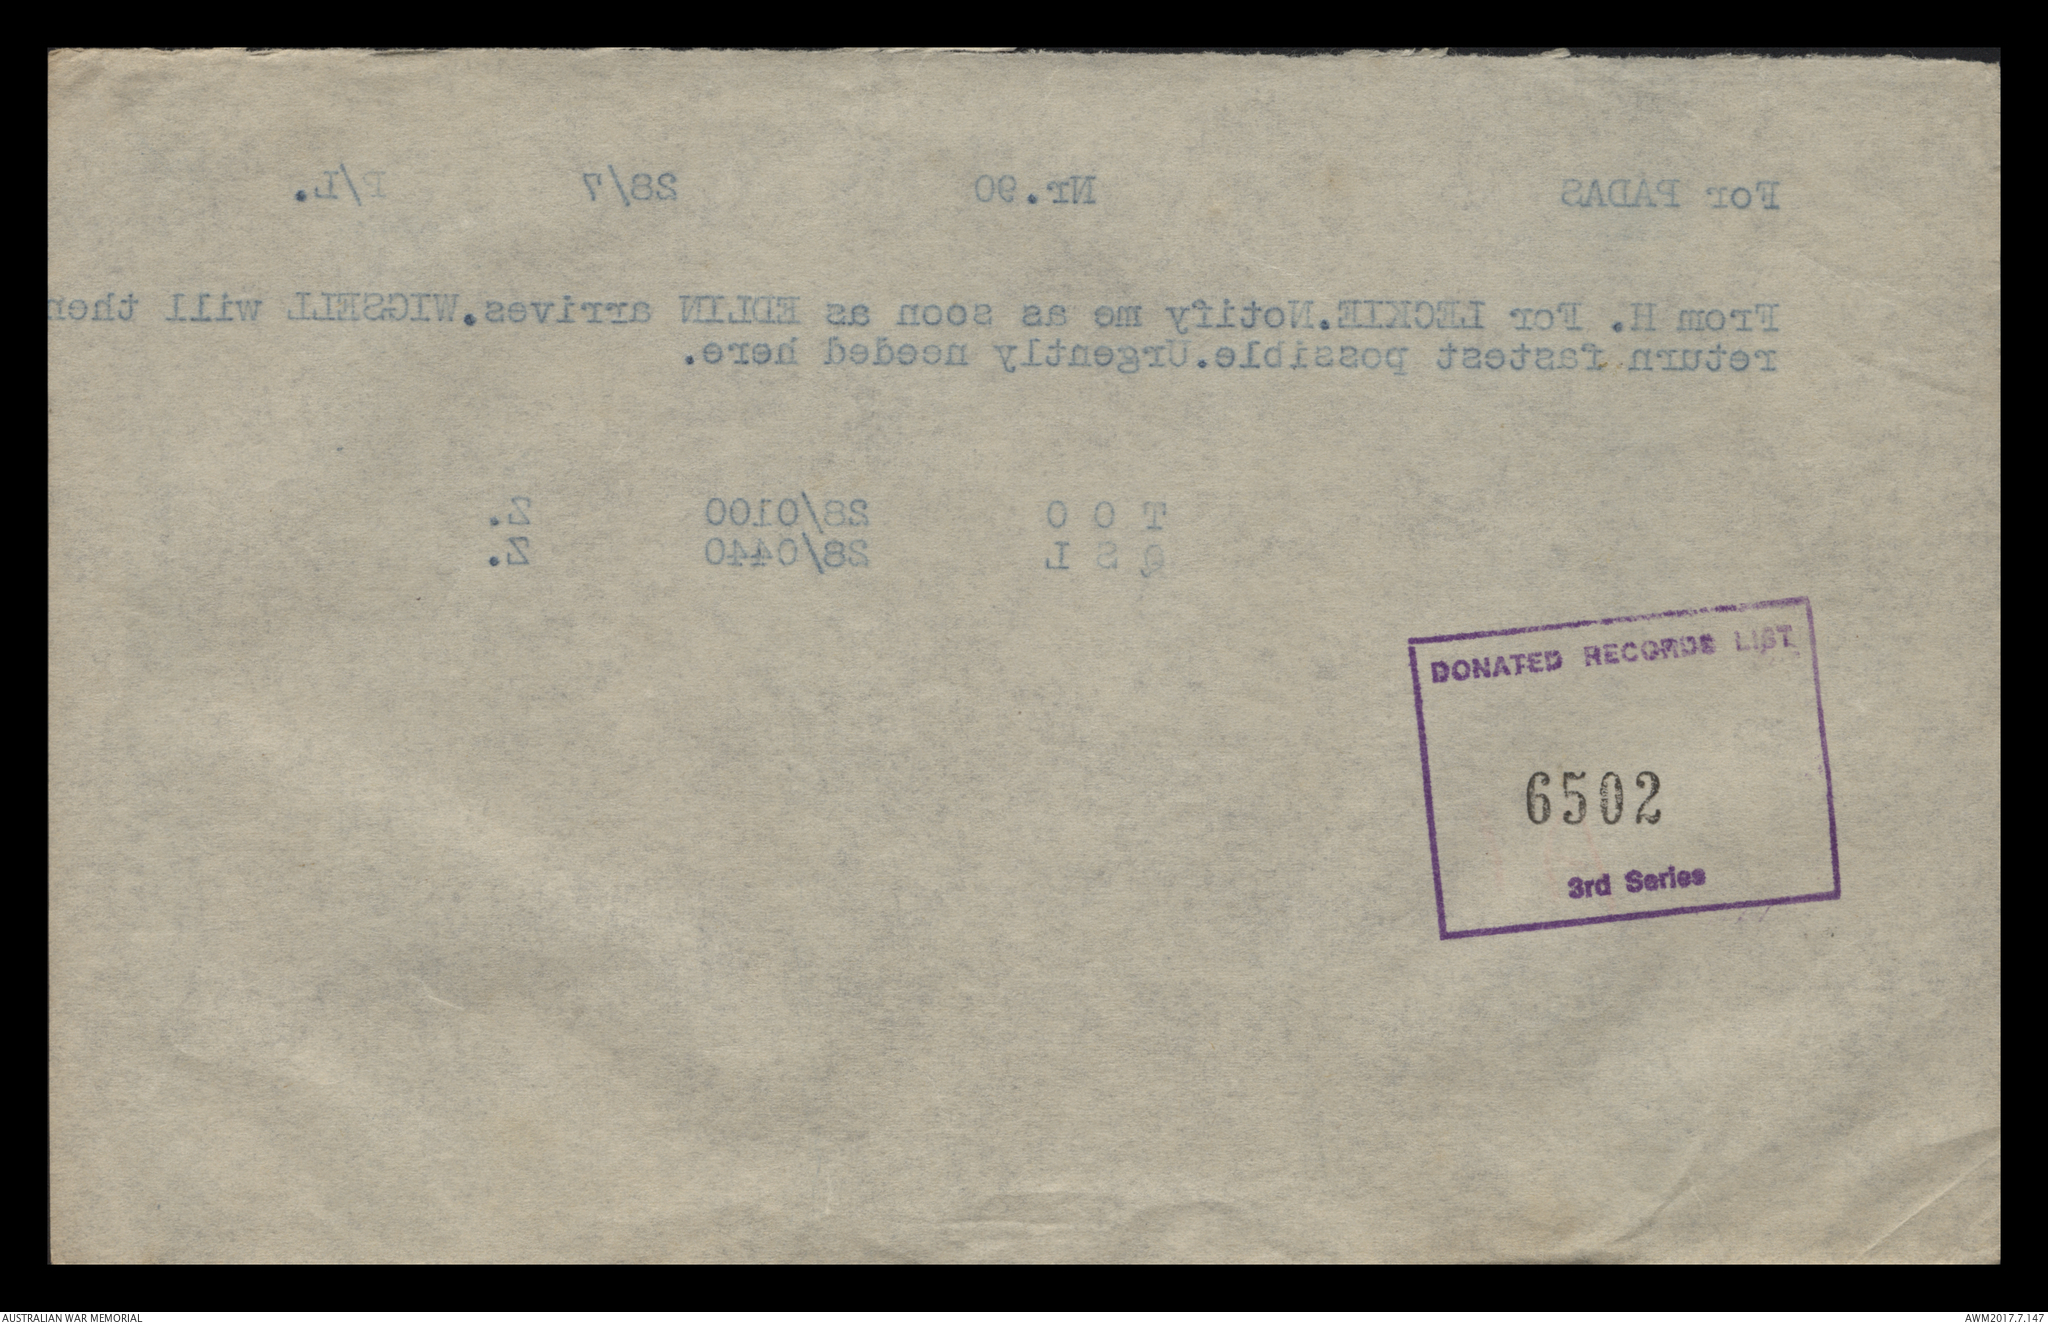 For PADAS Nr.90 28/7 P/L.
From H. For LECKIE.Notify me as soon as EDLIN arrives.WIGSELL will then
return fastest possible.Urgently needed here.
T O O 28/0100 Z.
Q S L 28/0440 Z.
DONATED RECORDS LIST
6502
3rd Series
AUSTRALIAN WAR MEMORIAL
AWM2017.7.147